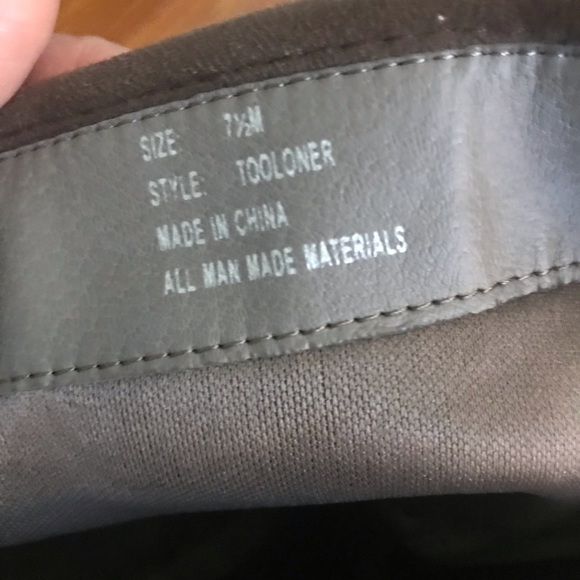 SIZE: 7½M
STYLE: TOOLONER
MADE IN CHINA
ALL MAN MADE MATERIALS